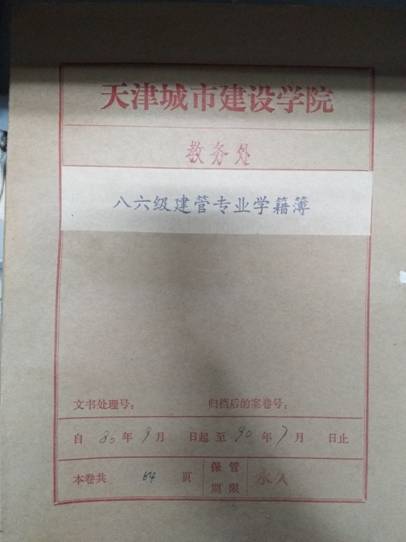 天津城市建设学院
教务处
八六级建管专业学籍簿
文书处理号： 归档后的案卷号：
自 86 年 9 月 日起至 90 年 7 月 日止
本卷共 64 页 保管期限 永久